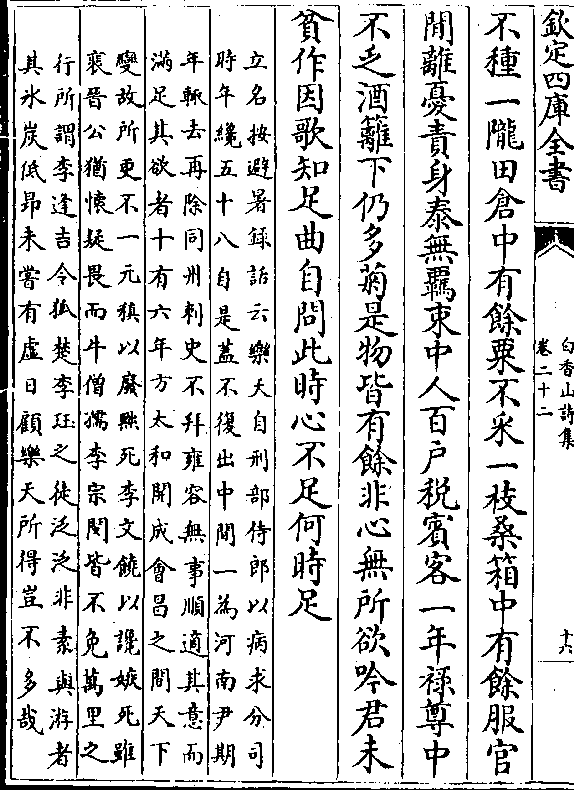 欽定四庫全書
白香山詩集
卷二十二
十六
不種一隴田倉中有餘粟不采一枝桑箱中有餘服官
閒離憂責身泰無羈束中人百戶稅賓客一年祿尊中
不乏酒籬下仍多菊是物皆有餘非心無所欲吟君未
貧作因歌知足曲自問此時心不足何時足
立名按避暑録話云樂天自刑部侍郎以病求分司
時年纔五十八自是蓋不復出中間一為河南尹期
年輒去再除同州刺史不拜雍容無事順適其意而
滿足其欲者十有六年方太和開成會昌之間天下
變故所更不一元稹以廢黜死李文饒以讒嫉死雖
裴晉公猶懷疑畏而牛僧孺李宗閔皆不免萬里之
行所謂李逢吉令狐楚李珏之徒泛泛非素與游者
其氷炭低昂未嘗有虛日顧樂天所得豈不多哉